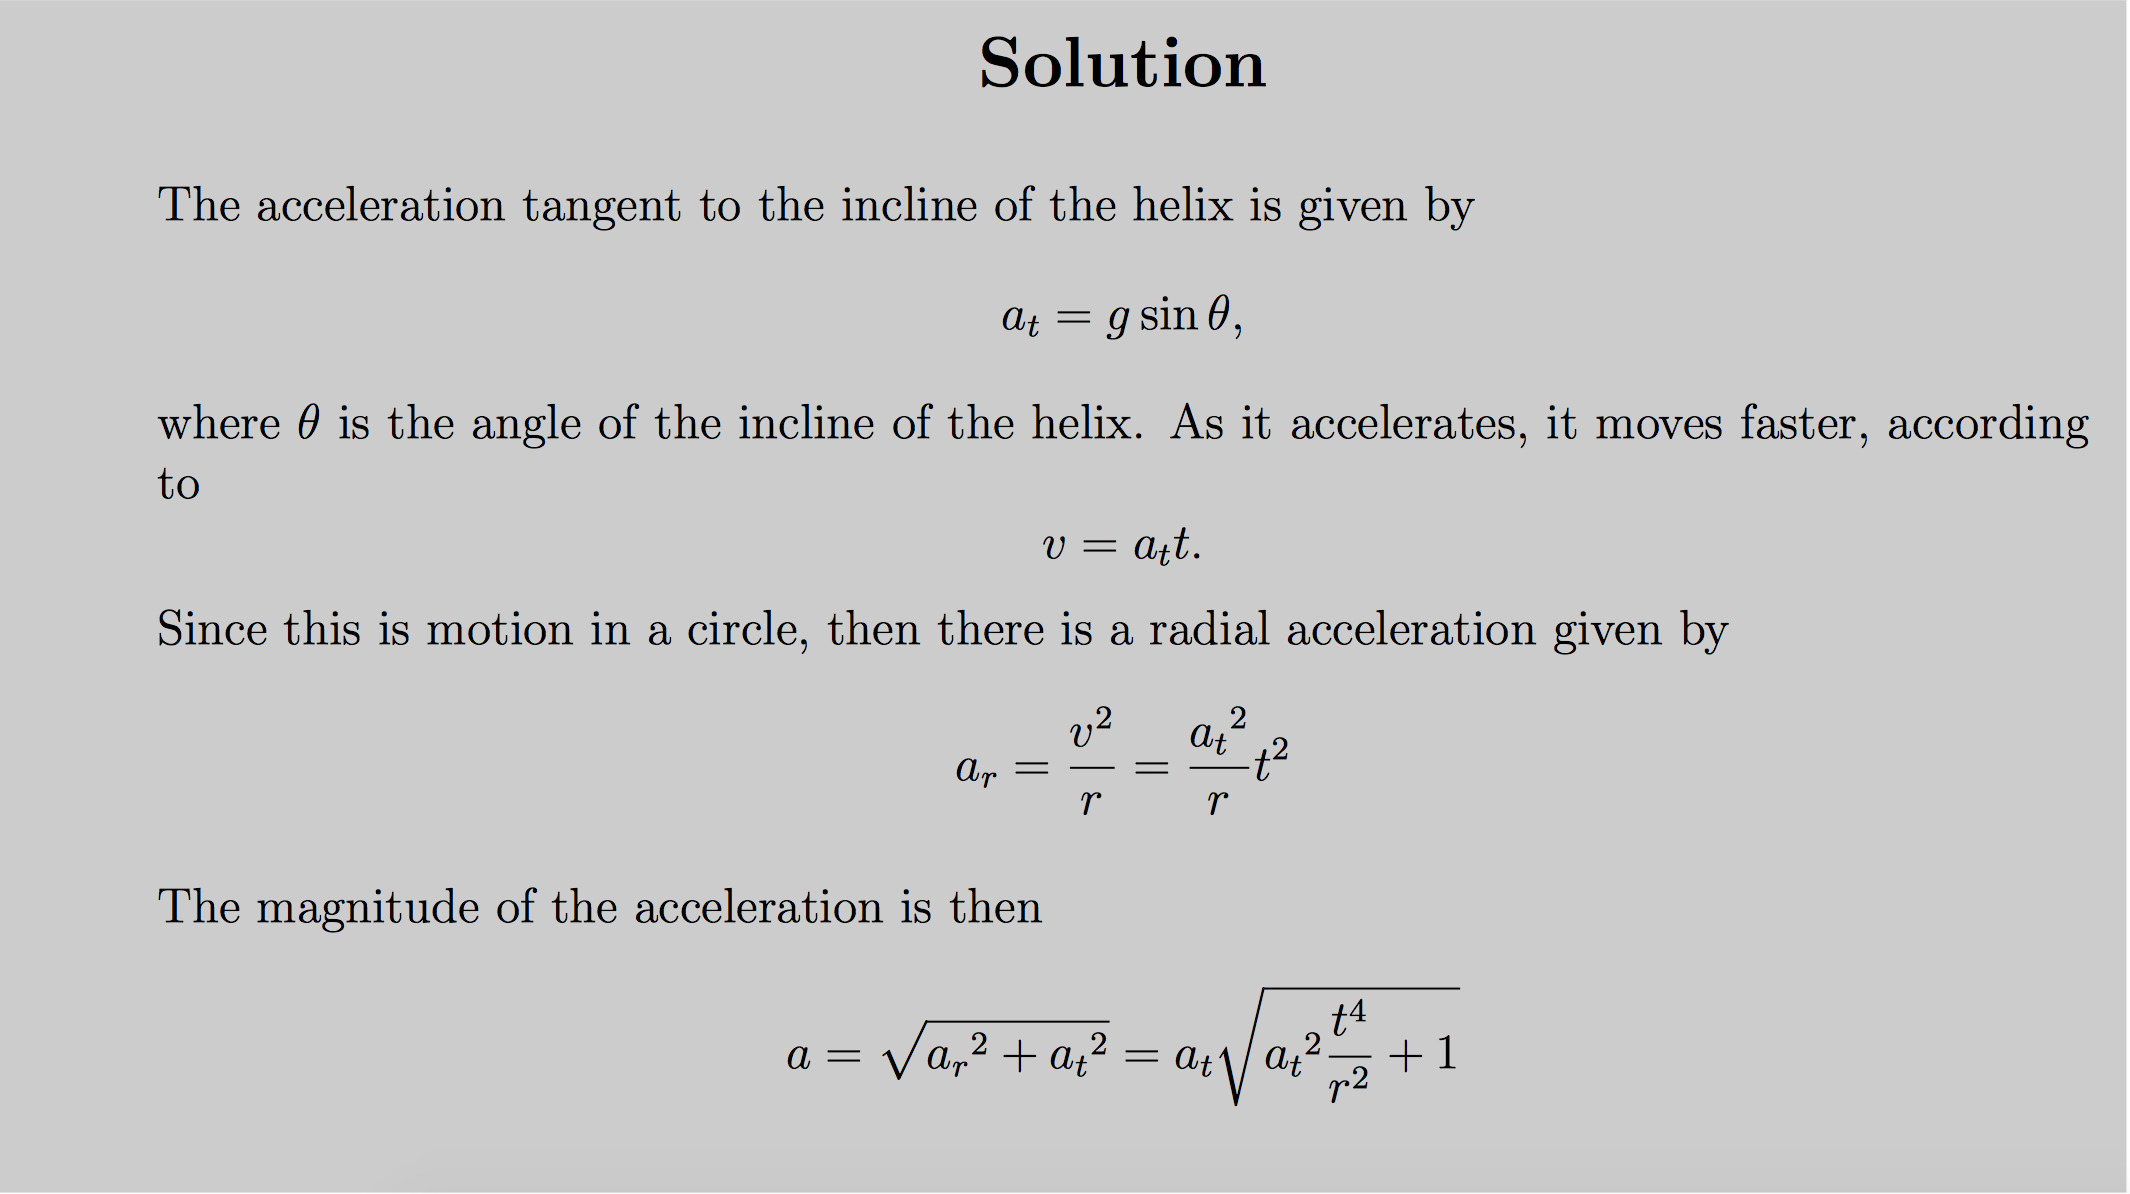 Solution
The acceleration tangent to the incline of the helix is given by
$a_t = g \sin \theta,$
where $\theta$ is the angle of the incline of the helix. As it accelerates, it moves faster, according
to
$v = a_t t.$
Since this is motion in a circle, then there is a radial acceleration given by
$a_r = \frac{v^2}{r} = \frac{{a_t}^2}{r} t^2$
The magnitude of the acceleration is then
$a = \sqrt{{a_r}^2 + {a_t}^2} = a_t \sqrt{{a_t}^2 \frac{t^4}{r^2} + 1}$